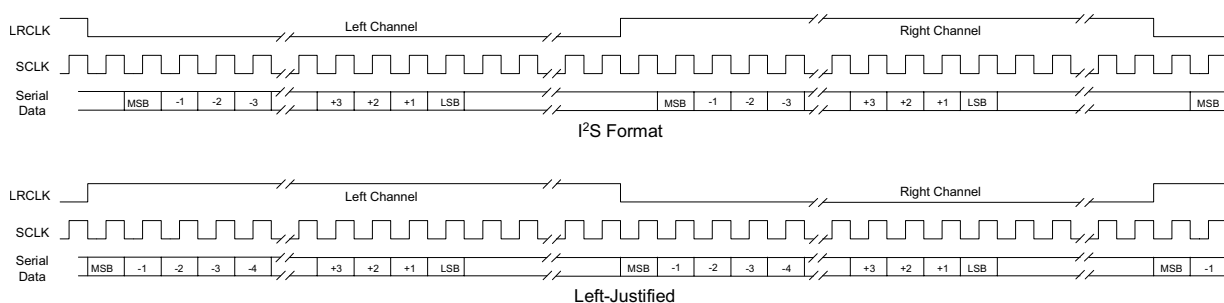 LRCLK Left Channel Right Channel
SCLK
Serial Data MSB -1 -2 -3 +3 +2 +1 LSB MSB -1 -2 -3 +3 +2 +1 LSB MSB
I²S Format
LRCLK Left Channel Right Channel
SCLK
Serial Data MSB -1 -2 -3 -4 +3 +2 +1 LSB MSB -1 -2 -3 -4 +3 +2 +1 LSB MSB -1
Left-Justified